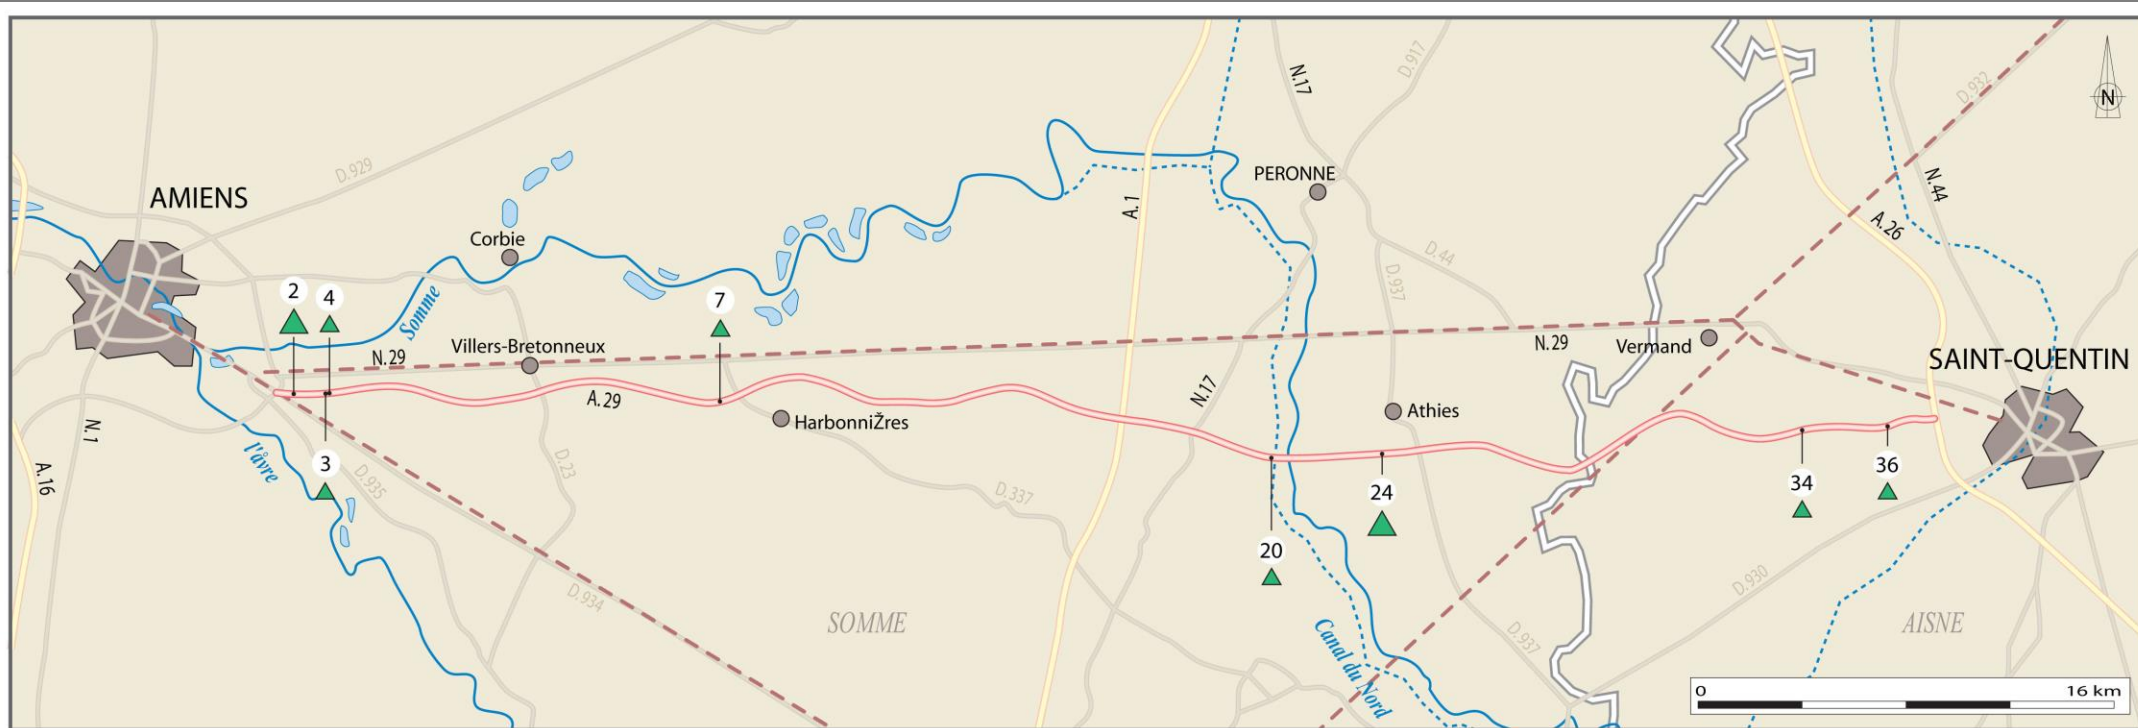 N.17
D.917
D.932
N
D.929
AMIENS
PERONNE
N.44
A.1
A.26
Corbie
D.44
D.937
2
4
7
Somme
N.29
Villers-Bretonneux
N.29
Vermand
SAINT-QUENTIN
A.29
N.17
Athies
HarbonniŽres
N.1
l'åvre
3
D.23
A.16
D.935
D.337
24
34
36
20
D.934
D.930
SOMME
AISNE
Canal du Nord
D.937
0 16 km